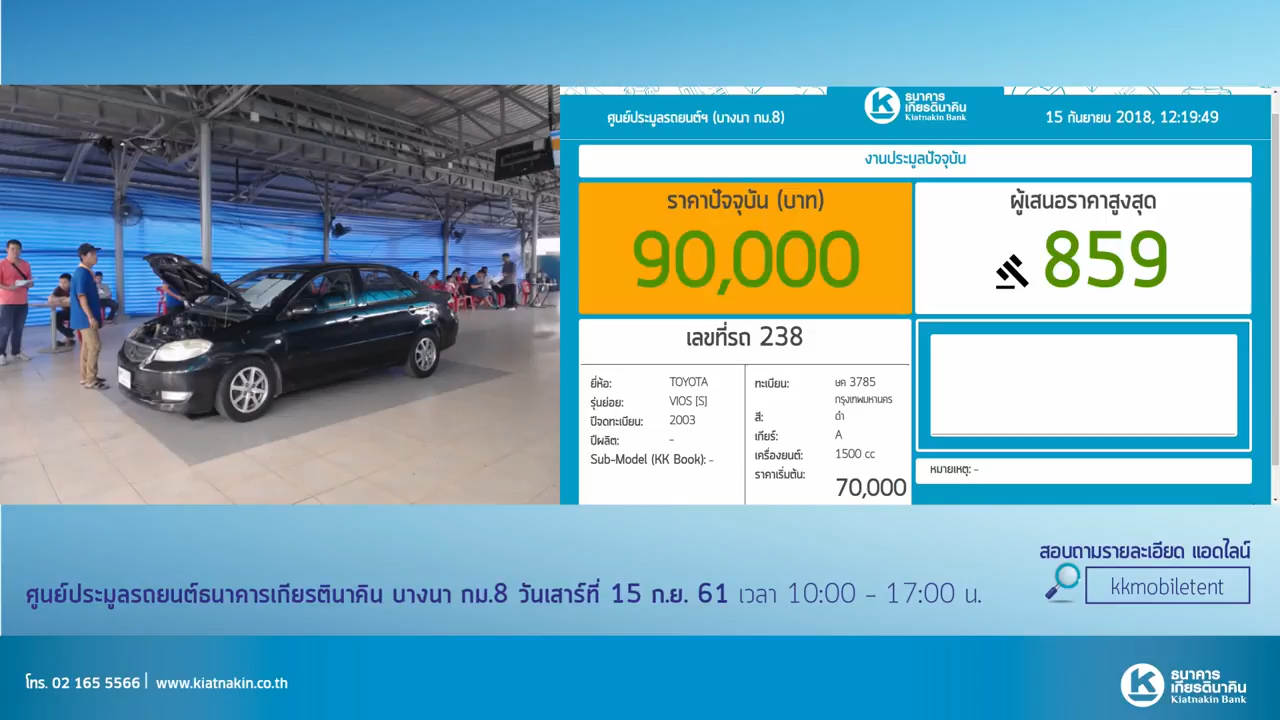 ศูนย์ประมูลรถยนต์ฯ (บางนา กม.8)
ธนาคาร
เกียรตินาคิน
Kiatnakin Bank
15 กันยายน 2018, 12:19:49
งานประมูลปัจจุบัน
ราคาปัจจุบัน (บาท)
90,000
ผู้เสนอราคาสูงสุด
859
เลขที่รถ 238
ยี่ห้อ: TOYOTA
รุ่นย่อย: VIOS [S]
ปีจดทะเบียน: 2003
ปีผลิต: -
Sub-Model (KK Book): -
ทะเบียน: ษค 3785
กรุงเทพมหานคร
สี: ดำ
เกียร์: A
เครื่องยนต์: 1500 cc
ราคาเริ่มต้น: 70,000
หมายเหตุ: -
สอบถามรายละเอียด แอดไลน์
kkmobiletent
ศูนย์ประมูลรถยนต์ธนาคารเกียรตินาคิน บางนา กม.8 วันเสาร์ที่ 15 ก.ย. 61 เวลา 10:00 - 17:00 น.
โทร. 02 165 5566 | www.kiatnakin.co.th
ธนาคาร
เกียรตินาคิน
Kiatnakin Bank